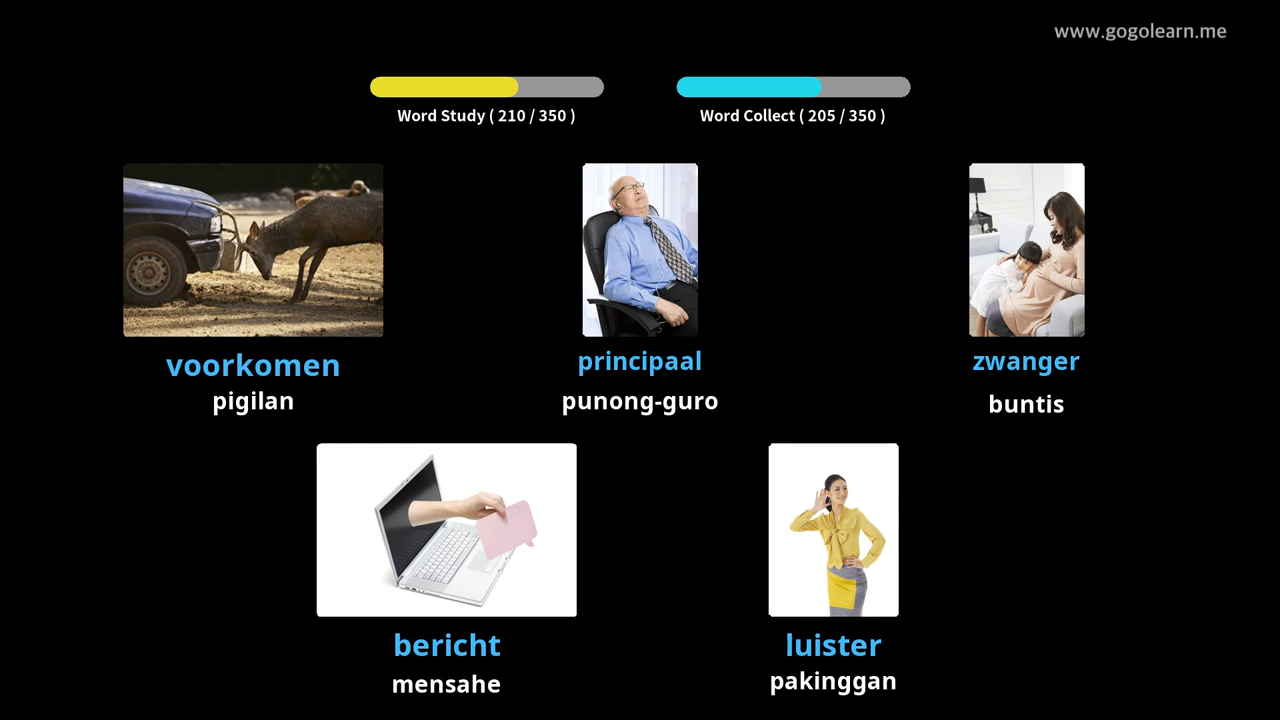 www.gogolearn.me
Word Study ( 210 / 350 )
Word Collect ( 205 / 350 )
voorkomen
pigilan
principaal
punong-guro
zwanger
buntis
bericht
mensahe
luister
pakinggan